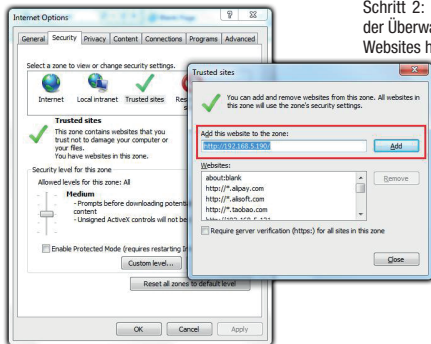 Schritt 2:
der Überwa
Websites h
Internet Options
General Security Privacy Content Connections Programs Advanced
Select a zone to view or change security settings.
Internet Local intranet Trusted sites
Trusted sites
This zone contains websites that you
trust not to damage your computer or
your files.
You have websites in this zone.
Security level for this zone
Allowed levels for this zone: All
Medium
- Prompts before downloading
content
- Unsigned ActiveX controls will not be
Enable Protected Mode (requires restarting
Custom level...
Reset all zones to default level
OK Cancel Apply
Trusted sites
You can add and remove websites from this zone. All websites in
this zone will use the zone's security settings.
Add this website to the zone:
http://192.168.5.190/ Add
Websites:
about:blank Remove
http://*.alipay.com
http://*.alisoft.com
http://*.taobao.com
Require server verification (https:) for all sites in this zone
Close